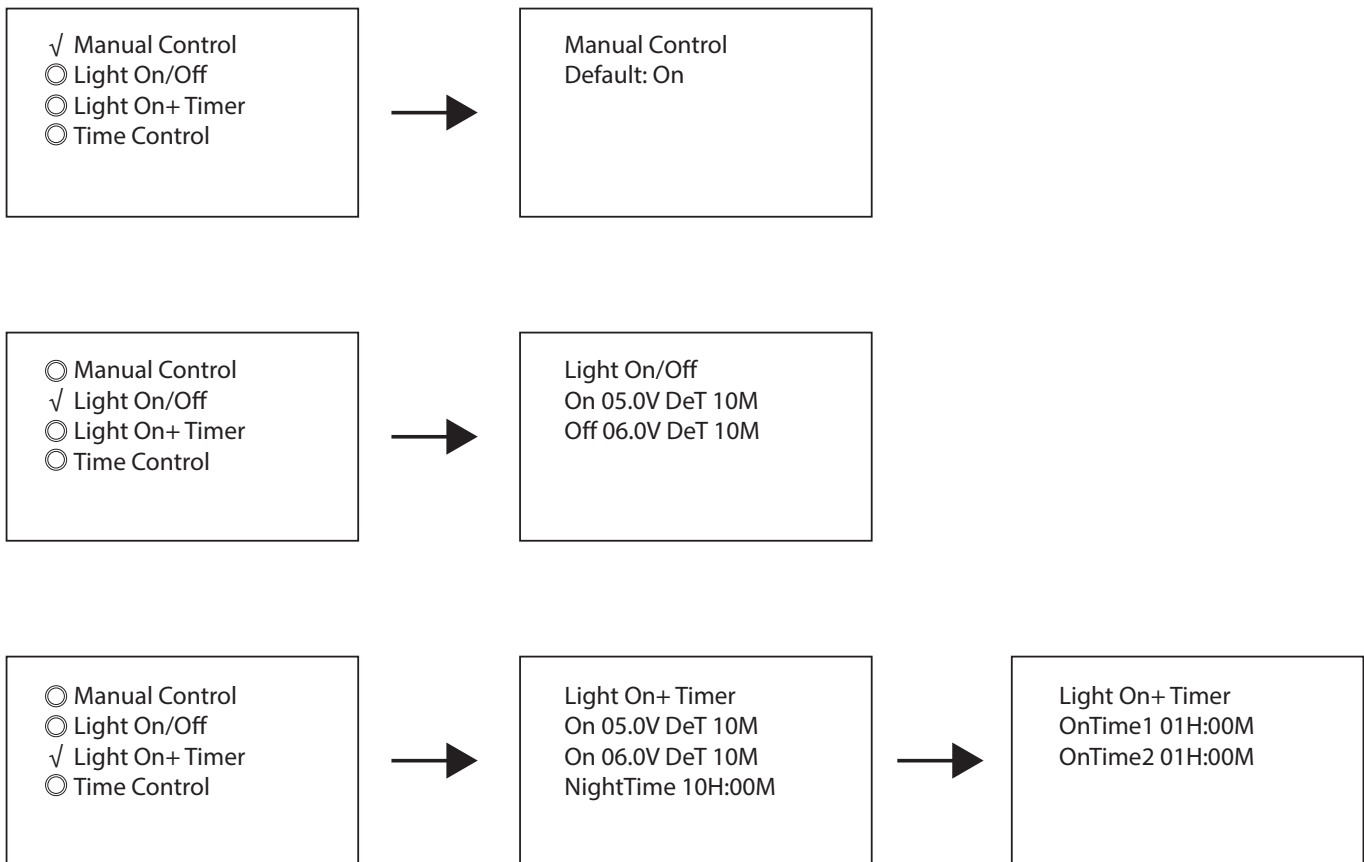 √ Manual Control
◎ Light On/Off
◎ Light On+ Timer
◎ Time Control
Manual Control
Default: On
◎ Manual Control
√ Light On/Off
◎ Light On+ Timer
◎ Time Control
Light On/Off
On 05.0V DeT 10M
Off 06.0V DeT 10M
◎ Manual Control
◎ Light On/Off
√ Light On+ Timer
◎ Time Control
Light On+ Timer
On 05.0V DeT 10M
On 06.0V DeT 10M
NightTime 10H:00M
Light On+ Timer
OnTime1 01H:00M
OnTime2 01H:00M